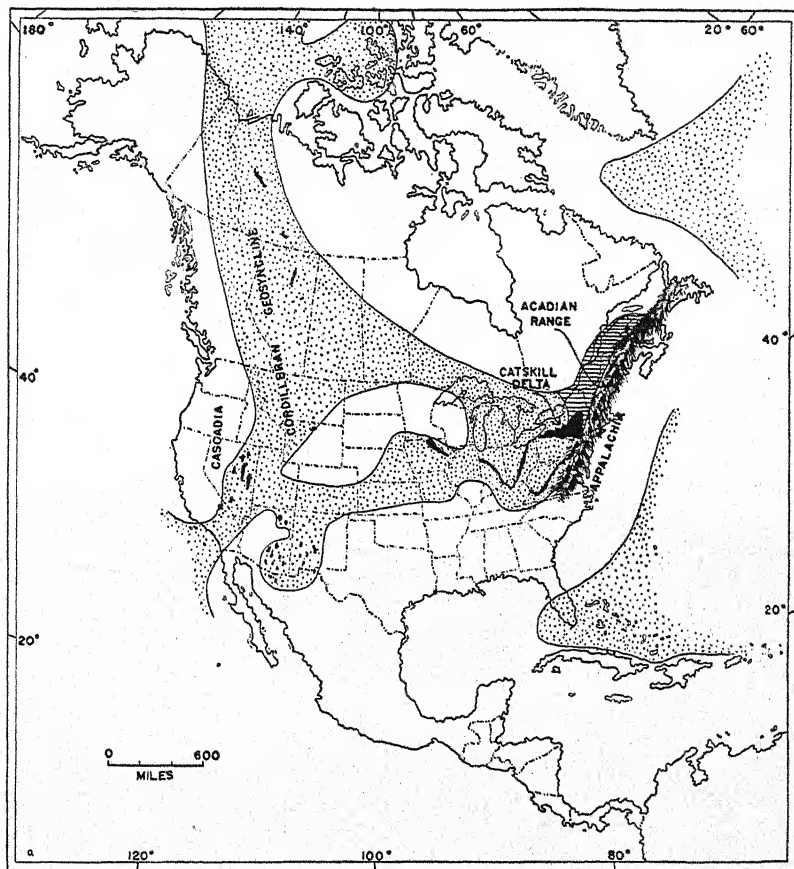 180° 140° 100° 60° 20° 60°
GEOSYNCLINE
CORDILLERAN
CASCADIA
ACADIAN
RANGE
CATSKILL
DELTA
APPALACHIA
40° 40°
20° 20°
0 600
MILES
a 120° 100° 80°